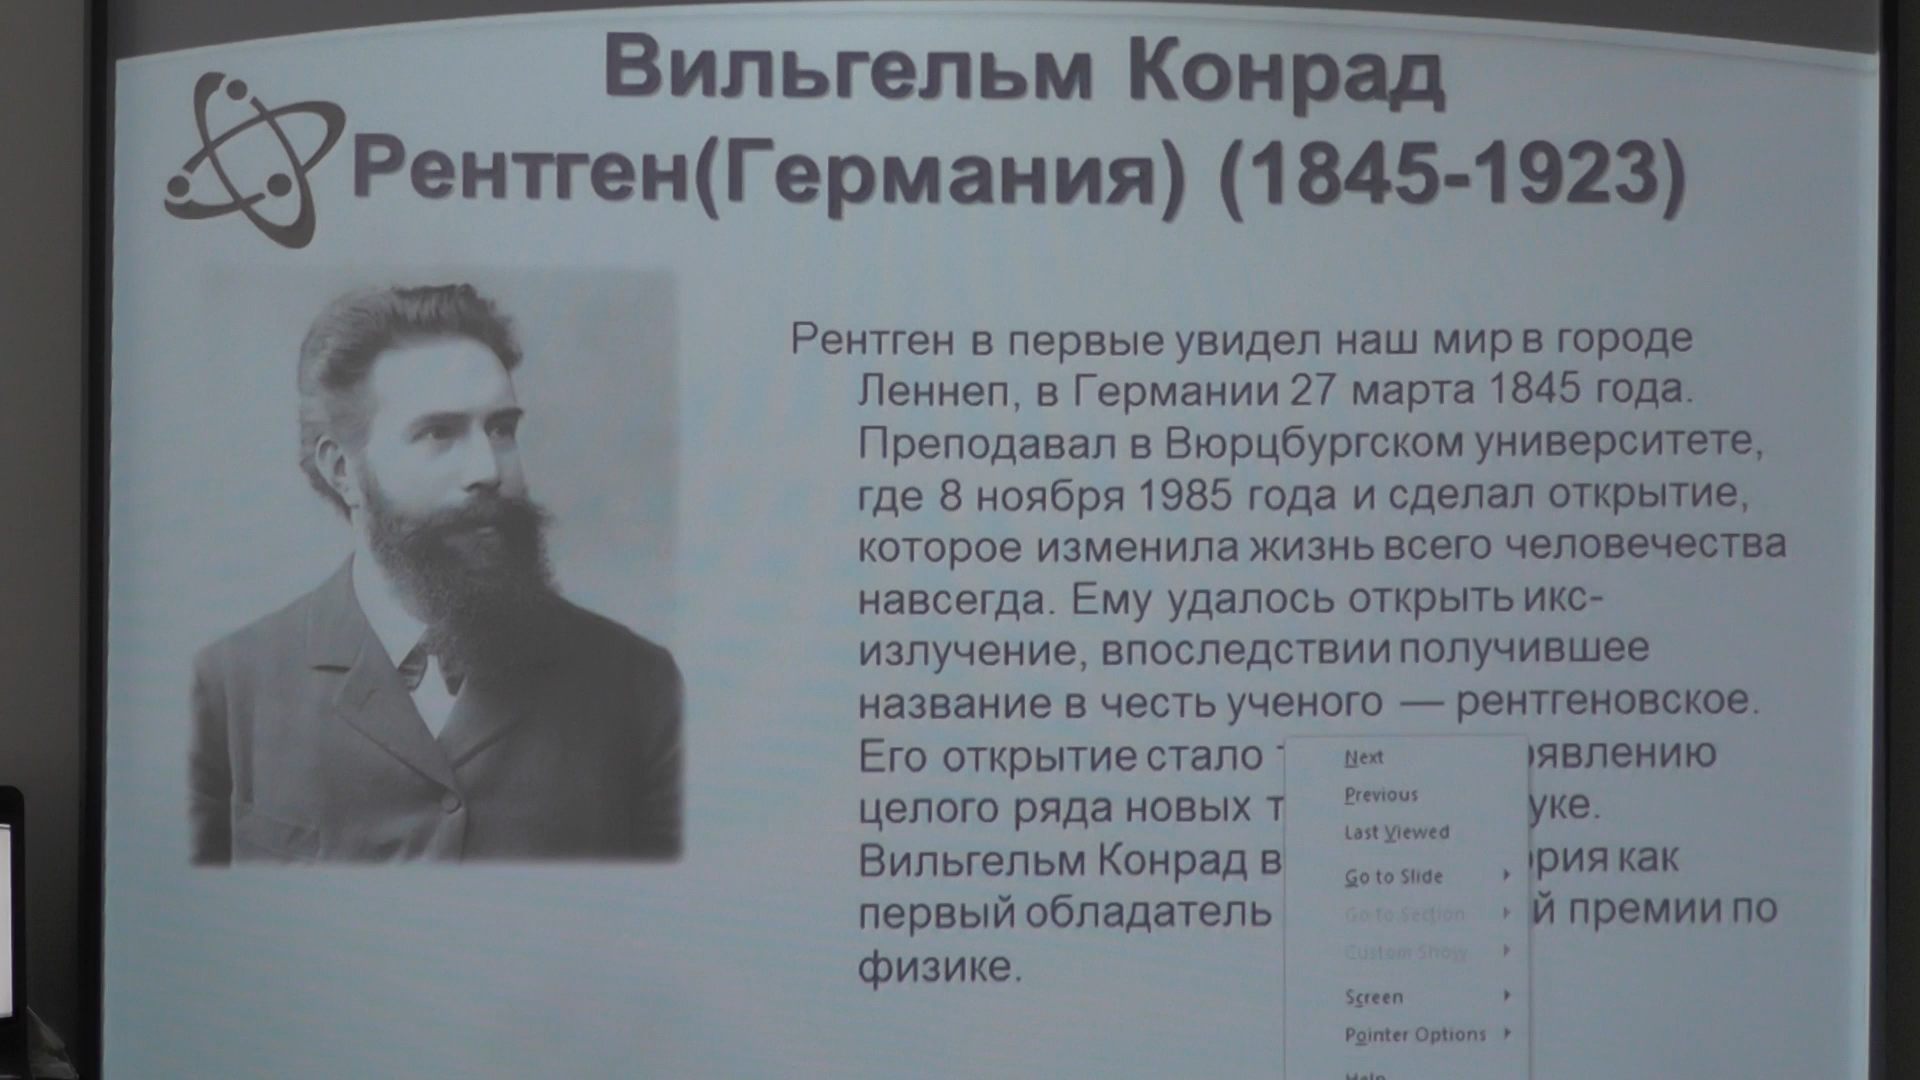 Вильгельм Конрад
Рентген(Германия) (1845-1923)
Рентген в первые увидел наш мир в городе
Леннеп, в Германии 27 марта 1845 года.
Преподавал в Вюрцбургском университете,
где 8 ноября 1985 года и сделал открытие,
которое изменила жизнь всего человечества
навсегда. Ему удалось открыть икс-
излучение, впоследствии получившее
название в честь ученого — рентгеновское.
Его открытие стало
целого ряда новых
Вильгельм Конрад
рия как
первый обладатель й премии по
физике.
Next
Previous
Last Viewed
Go to Slide
Go to Section
Custom Show
Screen
Pointer Options